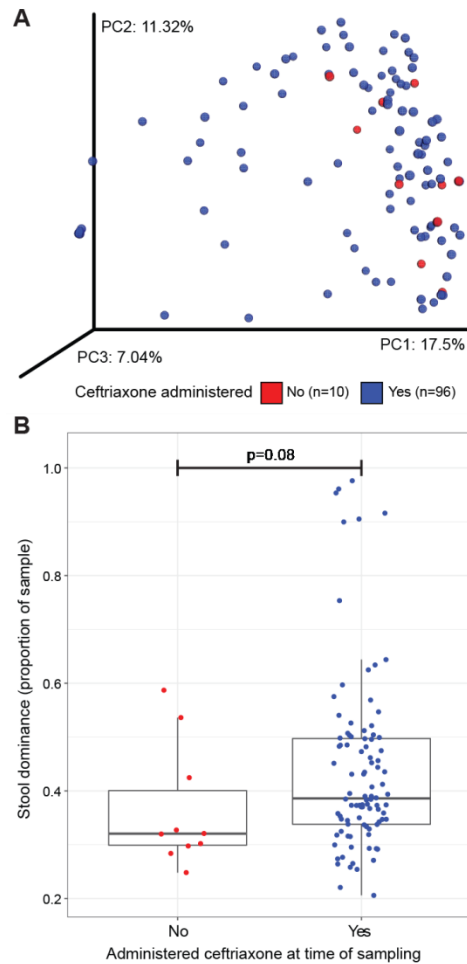 A
PC2: 11.32%
PC1: 17.5%
PC3: 7.04%
Ceftriaxone administered No (n=10) Yes (n=96)
B
p=0.08
1.0
0.8
0.6
0.4
0.2
Stool dominance (proportion of sample)
No Yes
Administered ceftriaxone at time of sampling